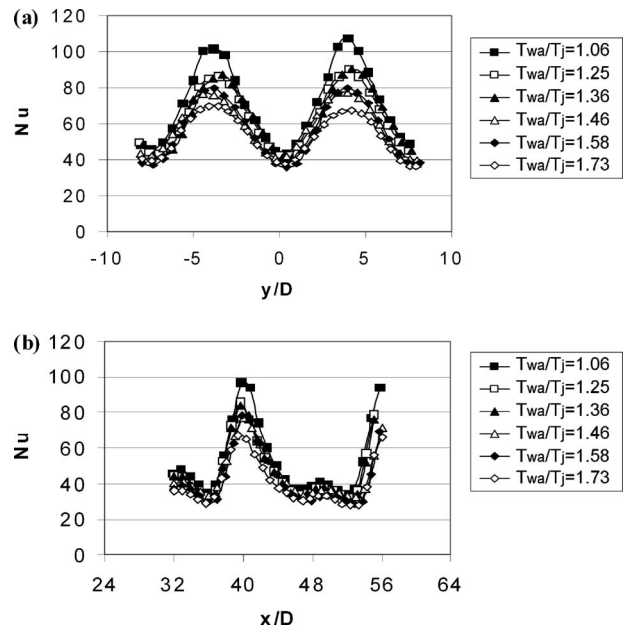 (a)
120
100
80
60
40
20
0
Nu
-10
-5
0
5
10
y/D
Twa/Tj=1.06
Twa/Tj=1.25
Twa/Tj=1.36
Twa/Tj=1.46
Twa/Tj=1.58
Twa/Tj=1.73
(b)
120
100
80
60
40
20
0
Nu
24
32
40
48
56
64
x/D
Twa/Tj=1.06
Twa/Tj=1.25
Twa/Tj=1.36
Twa/Tj=1.46
Twa/Tj=1.58
Twa/Tj=1.73